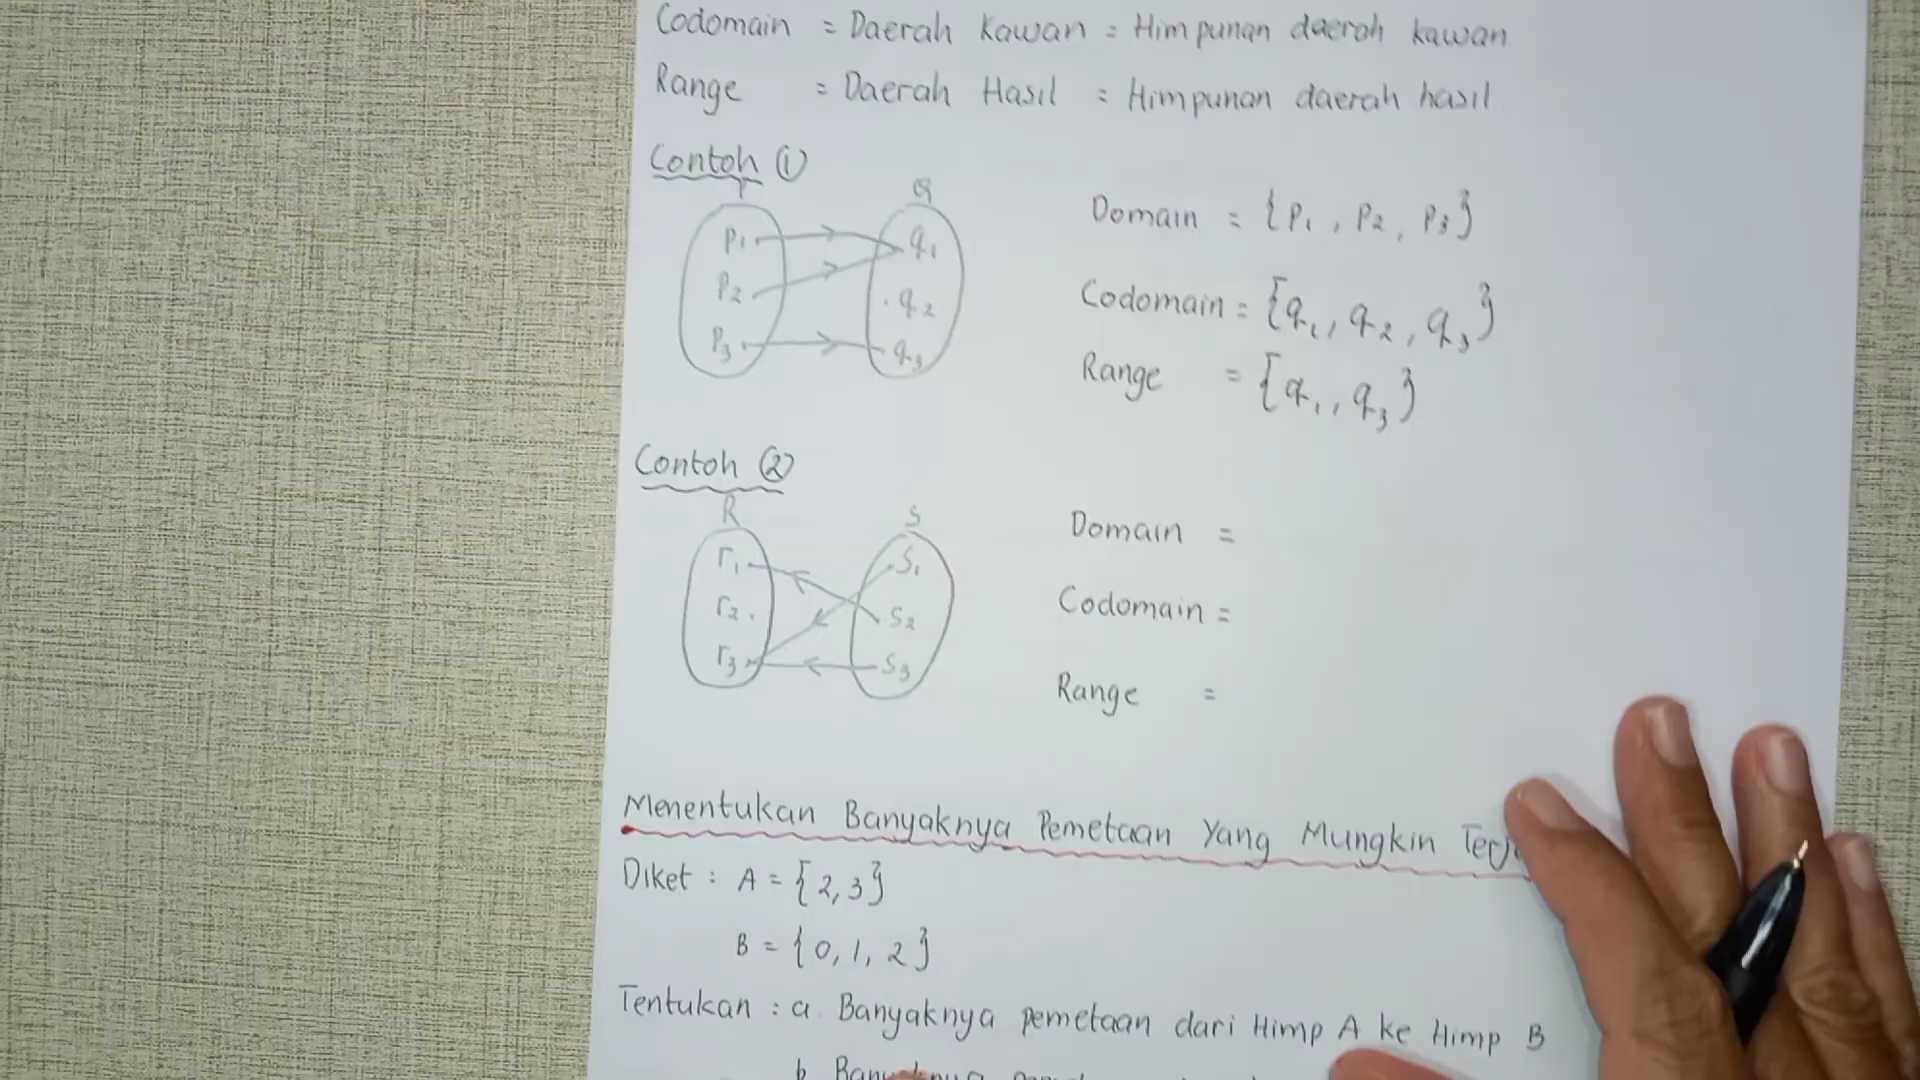 Codomain = Daerah Kawan = Himpunan daerah kawan
Range = Daerah Hasil = Himpunan daerah hasil
Contoh ①
P Q
p₁ q₁
p₂ q₂
p₃ q₃
Domain = {p₁, p₂, p₃}
Codomain = {q₁, q₂, q₃}
Range = {q₁, q₃}
Contoh ②
R S
r₁ s₁
r₂ s₂
r₃ s₃
Domain =
Codomain =
Range =
Menentukan Banyaknya Pemetaan Yang Mungkin
Diket : A = {2, 3}
B = {0, 1, 2}
Tentukan : a. Banyaknya pemetaan dari Himp A ke Himp B
b